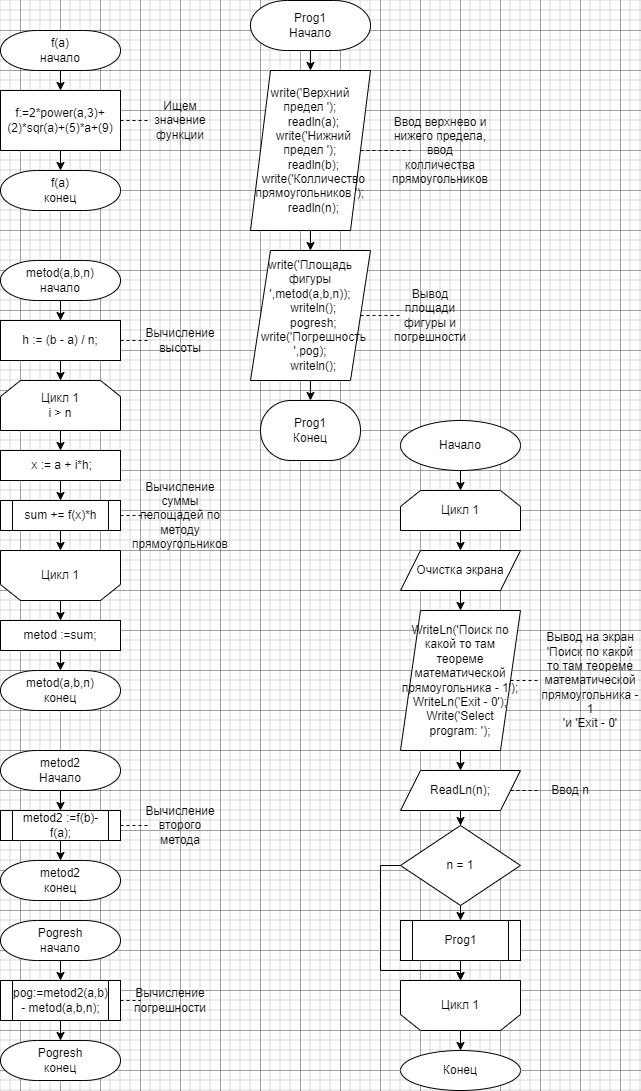 f(a)
начало
f:=2*power(a,3)+
(2)*sqr(a)+(5)*a+(9)
Ищем
значение
функции
f(a)
конец
metod(a,b,n)
начало
h := (b - a) / n;
Вычисление
высоты
Цикл 1
i > n
x := a + i*h;
sum += f(x)*h
Вычисление
суммы
пелощадей по
методу
прямоугольников
Цикл 1
metod :=sum;
metod(a,b,n)
конец
metod2
Начало
metod2 :=f(b)-
f(a);
Вычисление
второго
метода
metod2
конец
Pogresh
начало
pog:=metod2(a,b)
- metod(a,b,n);
Вычисление
погрешности
Pogresh
конец
Prog1
Начало
write('Верхний
предел ');
readln(a);
write('Нижний
предел ');
readln(b);
write('Колличество
прямоугольников ');
readln(n);
Ввод верхнево и
нижего предела,
ввод
колличества
прямоугольников
write('Площадь
фигуры
',metod(a,b,n));
writeln();
pogresh;
write('Погрешность
',pog);
writeln();
Вывод
площади
фигуры и
погрешности
Prog1
Конец
Начало
Цикл 1
Очистка экрана
WriteLn('Поиск по
какой то там
теореме
математической
прямоугольника - 1');
WriteLn('Exit - 0');
Write('Select
program: ');
Вывод на экран
'Поиск по какой
то там теореме
математической
прямоугольника -
1
'и 'Exit - 0'
ReadLn(n);
Ввод n
n = 1
Prog1
Цикл 1
Конец